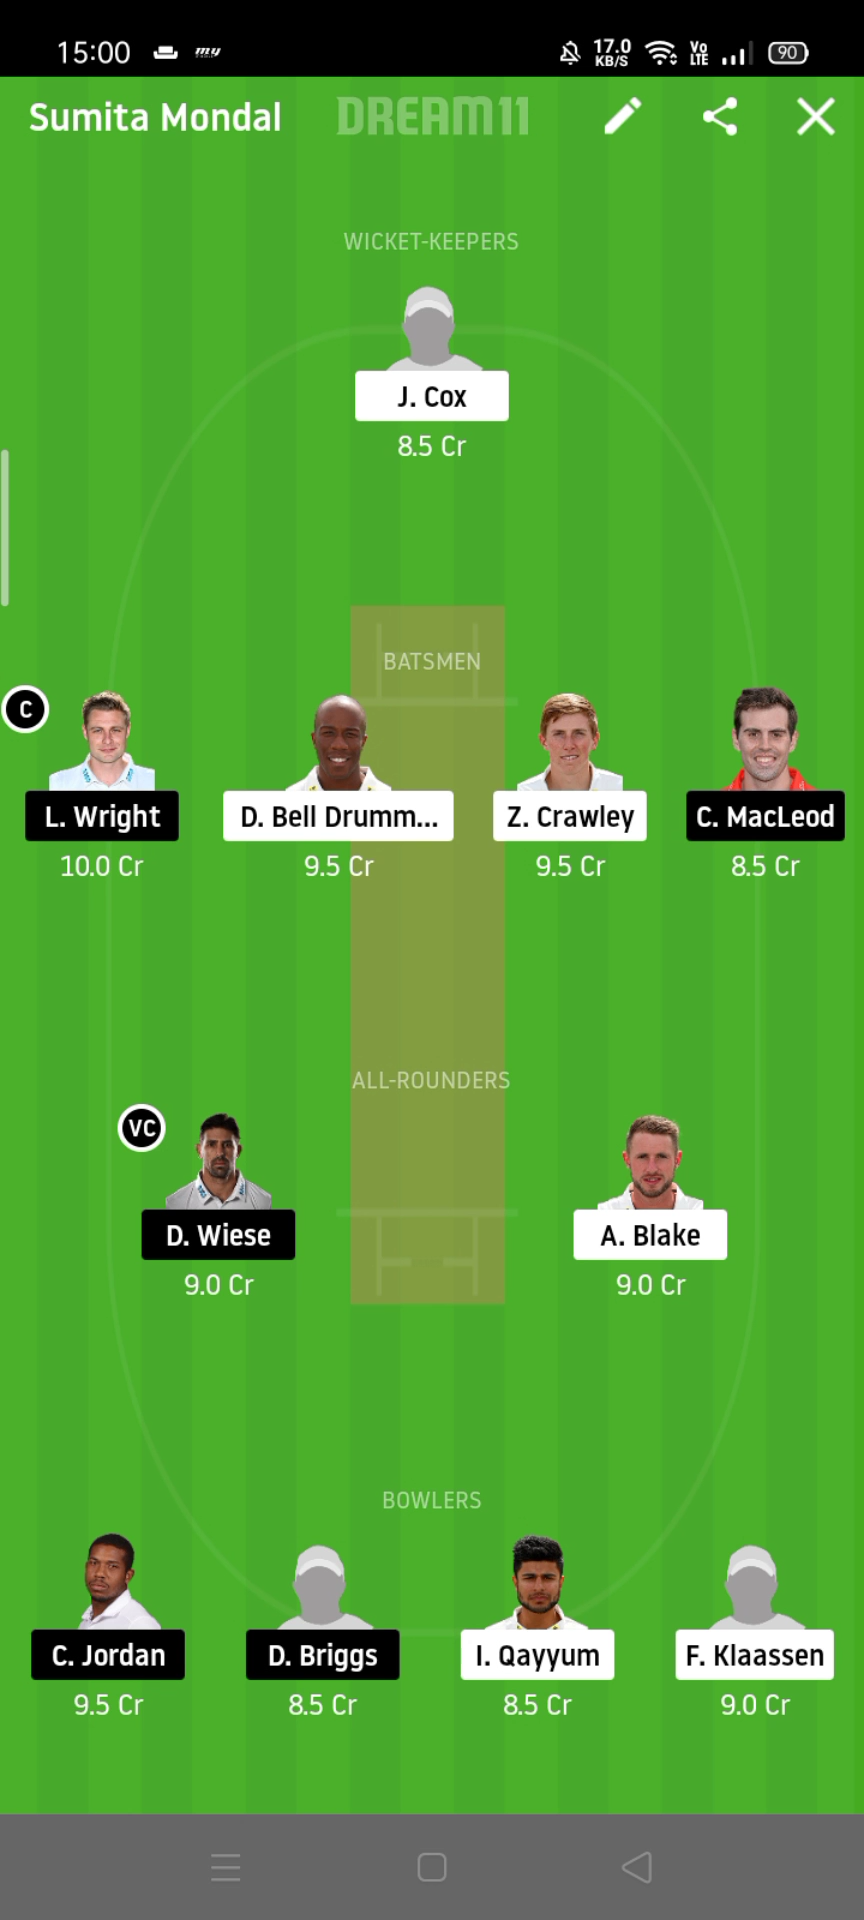 15:00 my 17.0 KB/S Vo LTE 90
Sumita Mondal DREAM11
WICKET-KEEPERS
J. Cox
8.5 Cr
BATSMEN
C
L. Wright D. Bell Drumm... Z. Crawley C. MacLeod
10.0 Cr 9.5 Cr 9.5 Cr 8.5 Cr
ALL-ROUNDERS
VC
D. Wiese A. Blake
9.0 Cr 9.0 Cr
BOWLERS
C. Jordan D. Briggs I. Qayyum F. Klaassen
9.5 Cr 8.5 Cr 8.5 Cr 9.0 Cr